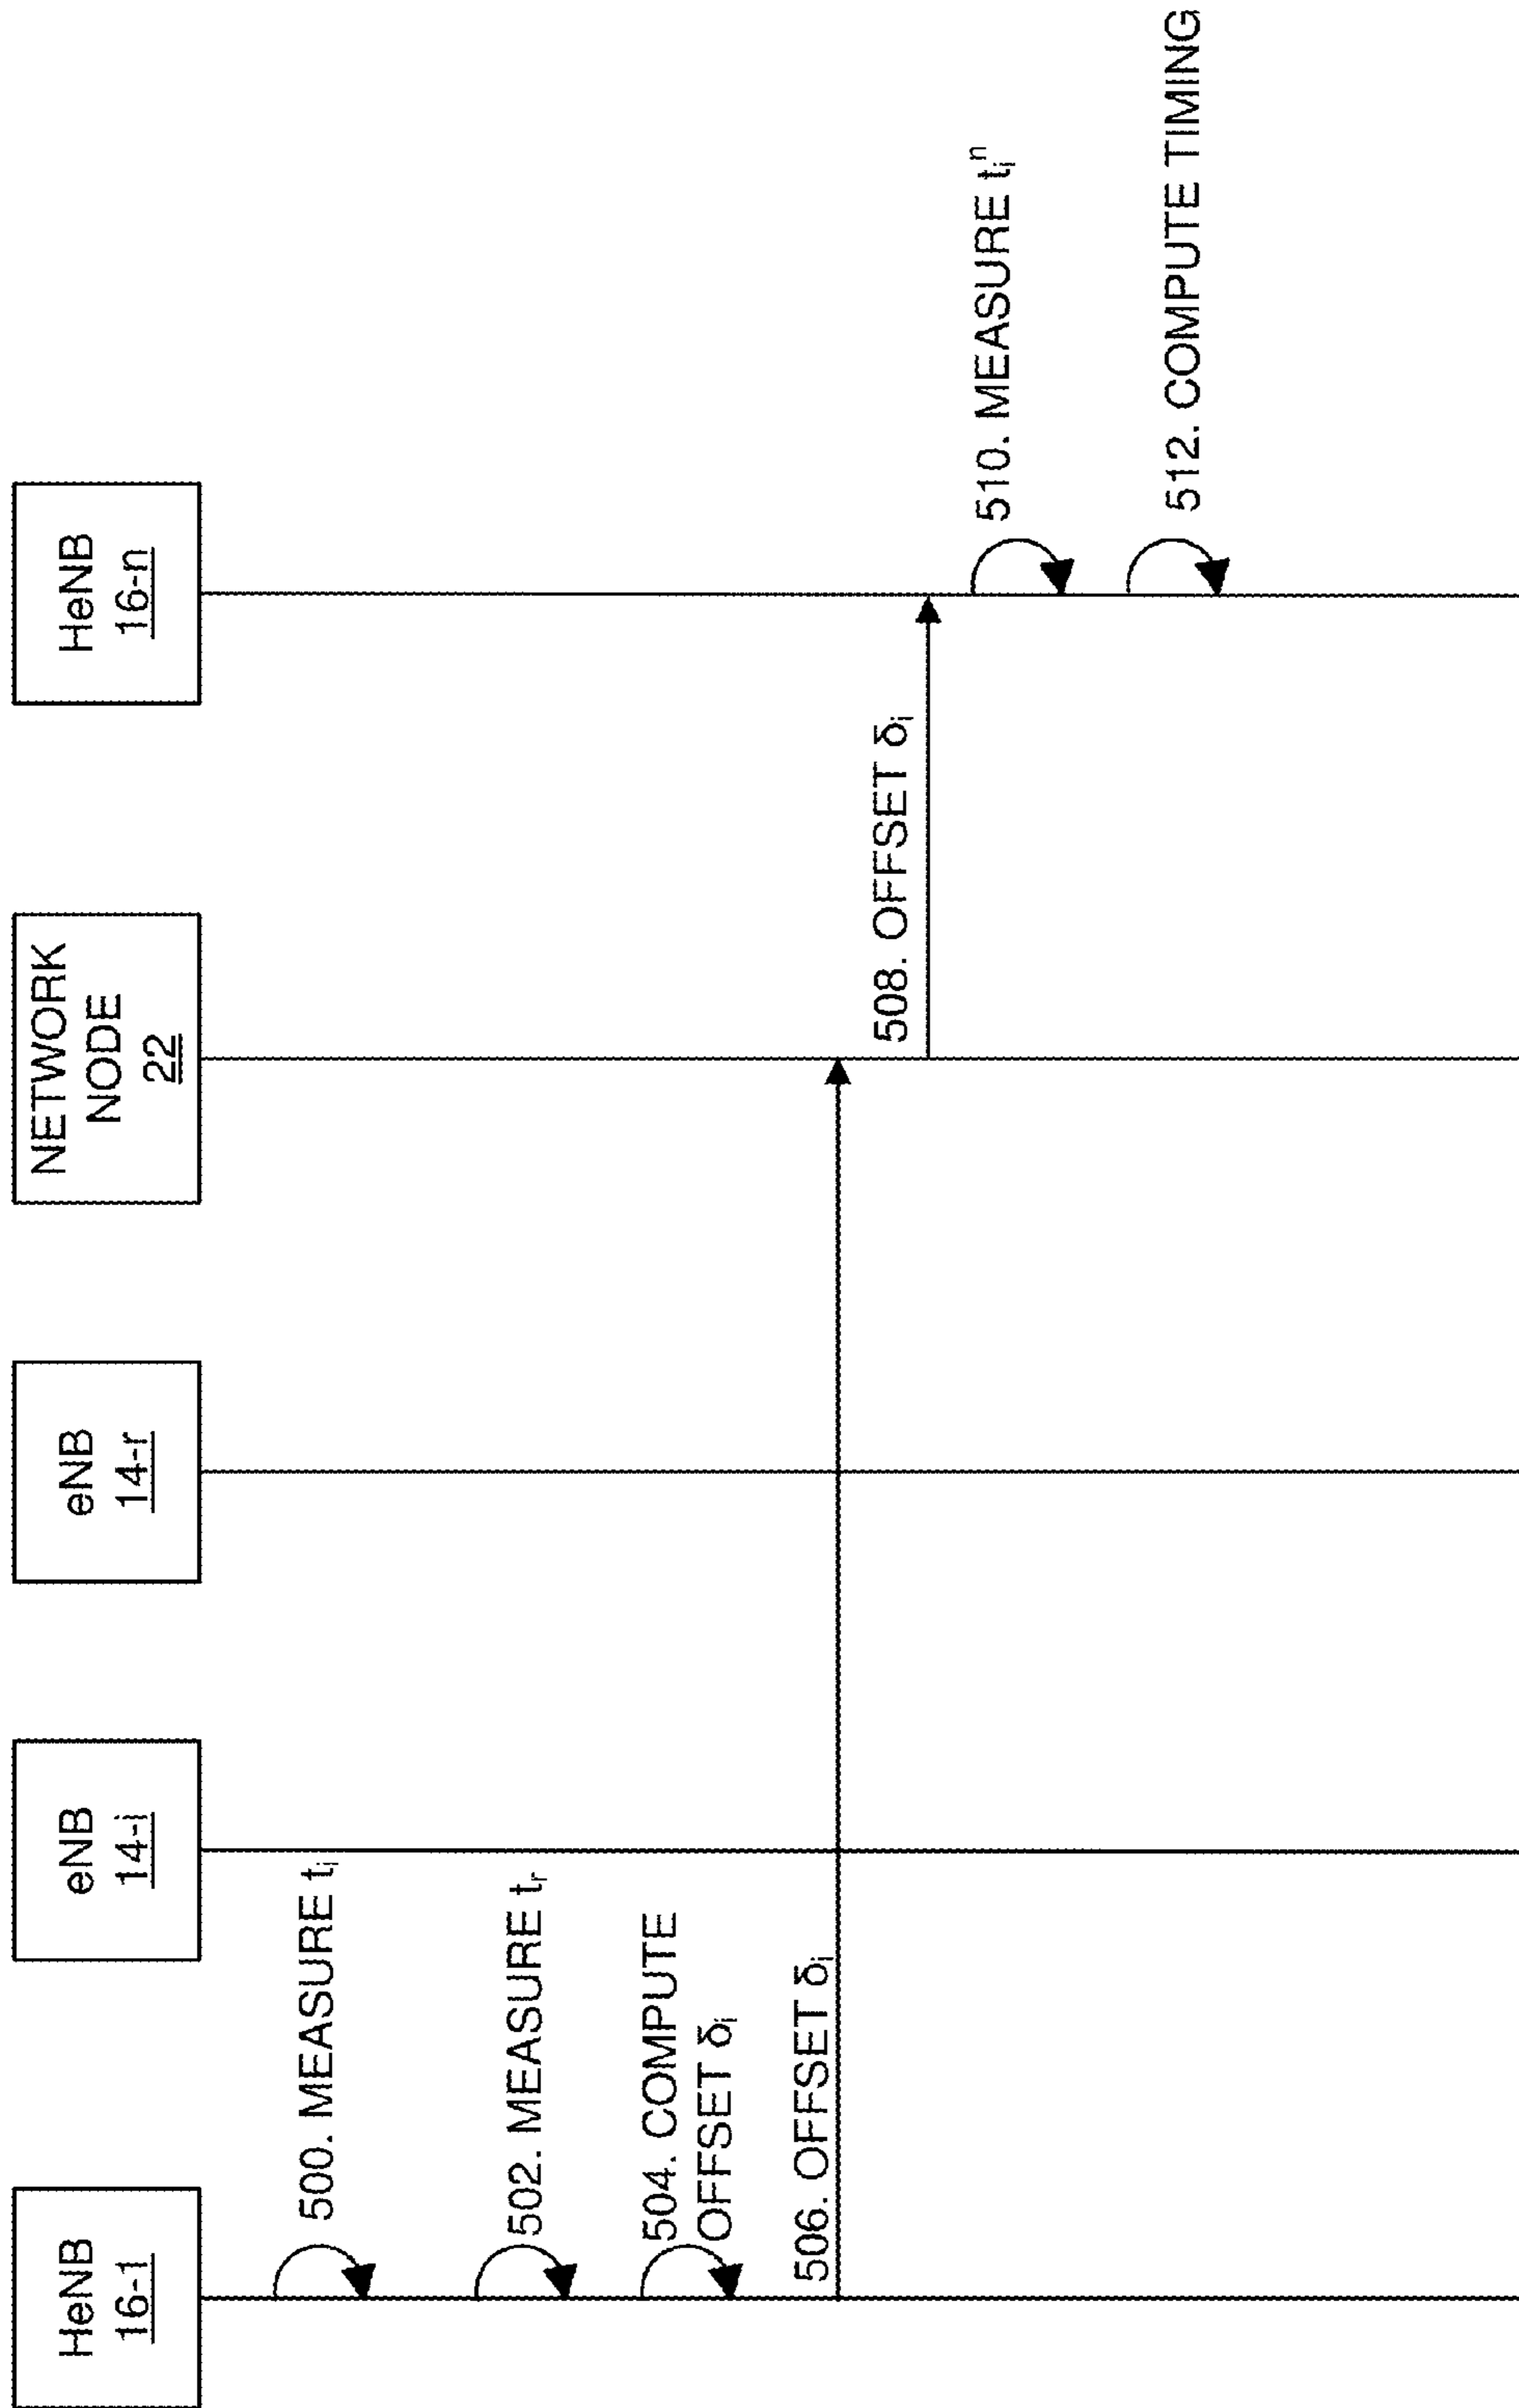 HeNB
16-1
eNB
14-i
eNB
14-r
NETWORK
NODE
22
HeNB
16-n
500. MEASURE tᵢ
502. MEASURE tᵣ
504. COMPUTE
OFFSET δᵢ
506. OFFSET δᵢ
508. OFFSET δᵢ
510. MEASURE tᵢⁿ
512. COMPUTE TIMING